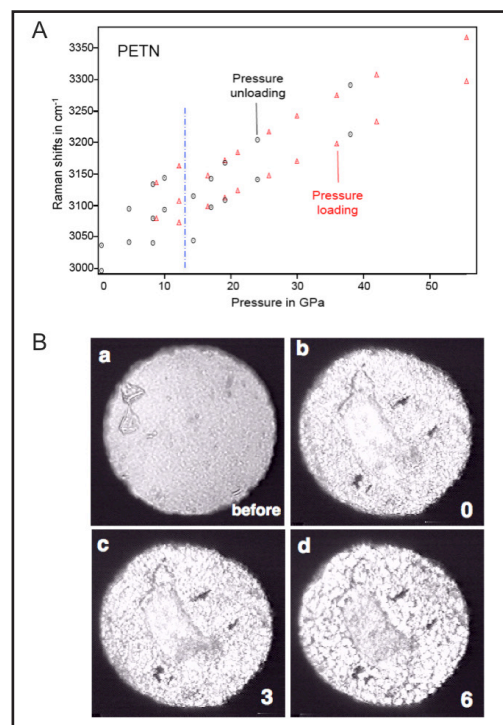 A
PETN
Raman shifts in cm-1
3350
3300
3250
3200
3150
3100
3050
3000
Pressure
unloading
Pressure
loading
0
10
20
30
40
50
Pressure in GPa
B
a
before
b
0
c
3
d
6